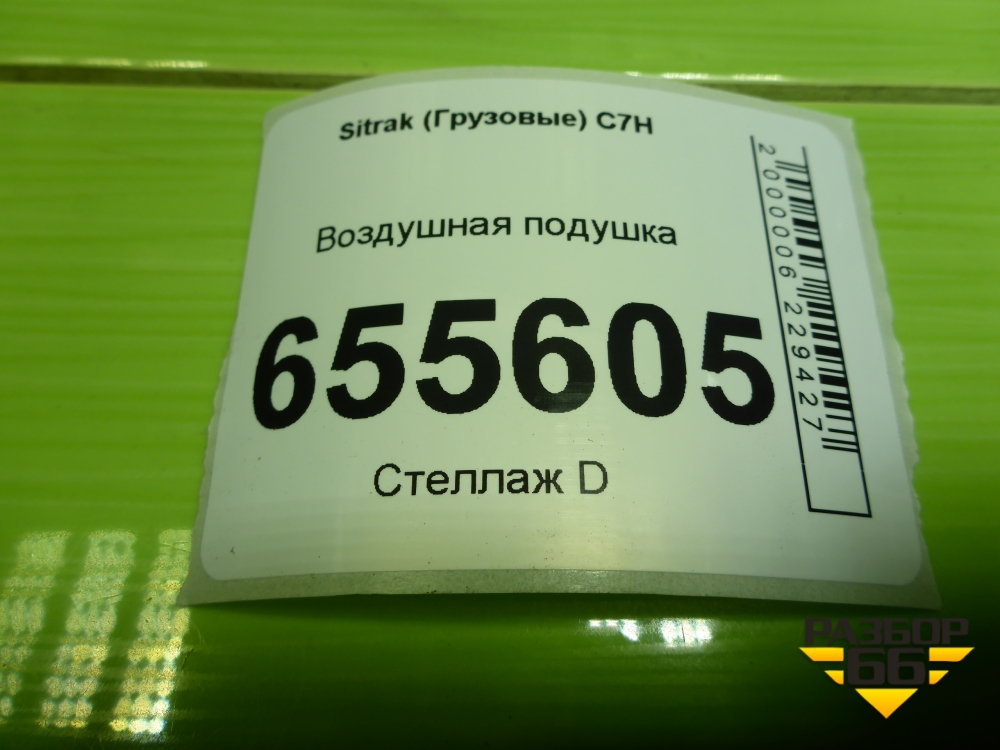 Sitrak (Грузовые) C7H
Воздушная подушка
655605
Стеллаж D
2000006229427
РАЗБОР
66